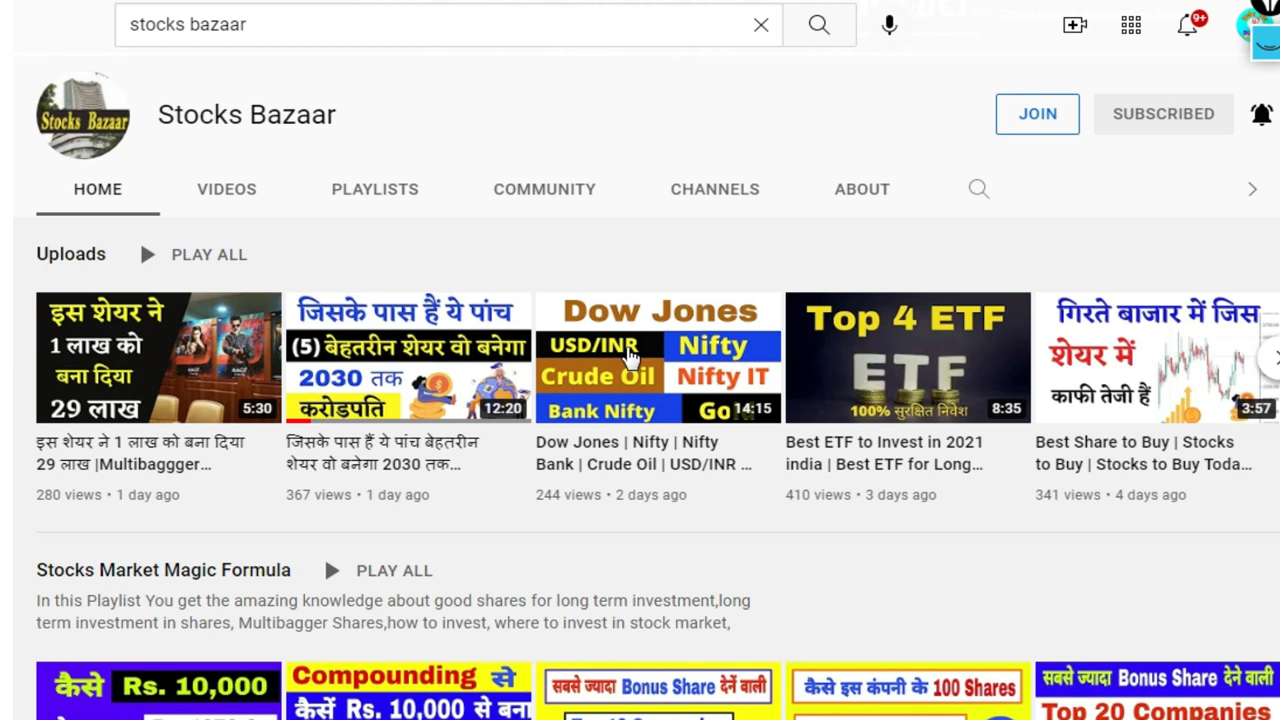 stocks bazaar
9+
Stocks Bazaar
Stocks Bazaar
JOIN
SUBSCRIBED
HOME
VIDEOS
PLAYLISTS
COMMUNITY
CHANNELS
ABOUT
Uploads
PLAY ALL
इस शेयर ने
1 लाख को
बना दिया
29 लाख
5:30
जिसके पास हैं ये पांच
(5) बेहतरीन शेयर वो बनेगा
2030 तक
करोडपति
12:20
Dow Jones
USD/INR
Nifty
Crude Oil
Nifty IT
Bank Nifty
14:15
Top 4 ETF
ETF
100% सुरक्षित निवेश
8:35
गिरते बाजार में जिस
शेयर में
काफी तेजी हैं
3:57
इस शेयर ने 1 लाख को बना दिया
29 लाख |Multibaggger...
280 views • 1 day ago
जिसके पास हैं ये पांच बेहतरीन
शेयर वो बनेगा 2030 तक...
367 views • 1 day ago
Dow Jones | Nifty | Nifty
Bank | Crude Oil | USD/INR ...
244 views • 2 days ago
Best ETF to Invest in 2021
india | Best ETF for Long...
410 views • 3 days ago
Best Share to Buy | Stocks
to Buy | Stocks to Buy Toda...
341 views • 4 days ago
Stocks Market Magic Formula
PLAY ALL
In this Playlist You get the amazing knowledge about good shares for long term investment,long
term investment in shares, Multibagger Shares,how to invest, where to invest in stock market,
कैसे Rs. 10,000
Compounding से
कैसें Rs. 10,000 से बना
सबसे ज्यादा Bonus Share देनें वाली
कैसे इस कंपनी के 100 Shares
सबसे ज्यादा Bonus Share देने वाली
Top 20 Companies